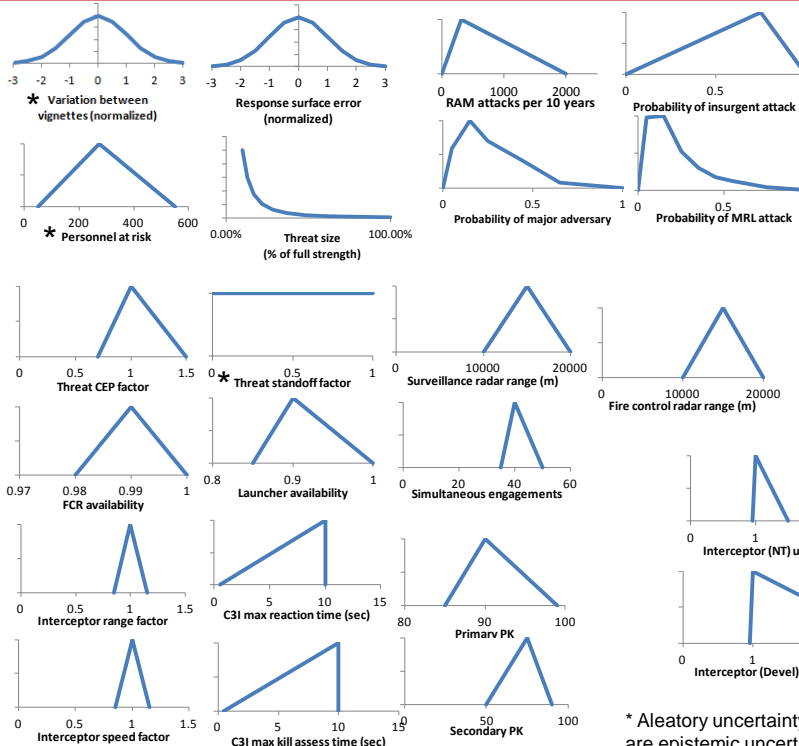 -3 -2 -1 0 1 2 3
* Variation between
vignettes (normalized)
-3 -2 -1 0 1 2 3
Response surface error
(normalized)
0 1000 2000
RAM attacks per 10 years
0 0.5
Probability of insurgent attack
0 200 400 600
* Personnel at risk
0.00% 100.00%
Threat size
(% of full strength)
0 0.5 1
Probability of major adversary
0 0.5
Probability of MRL attack
0 0.5 1 1.5
Threat CEP factor
0 0.5 1
* Threat standoff factor
0 10000 20000
Surveillance radar range (m)
0 10000 20000
Fire control radar range (m)
0.97 0.98 0.99 1
FCR availability
0.8 0.9 1
Launcher availability
0 20 40 60
Simultaneous engagements
0 1
Interceptor (NT) u
0 0.5 1 1.5
Interceptor range factor
0 5 10 15
C3I max reaction time (sec)
80 90 100
Primary PK
0 1
Interceptor (Devel)
0 0.5 1 1.5
Interceptor speed factor
0 5 10 15
C3I max kill assess time (sec)
0 50 100
Secondary PK
* Aleatory uncertainty
are epistemic uncert